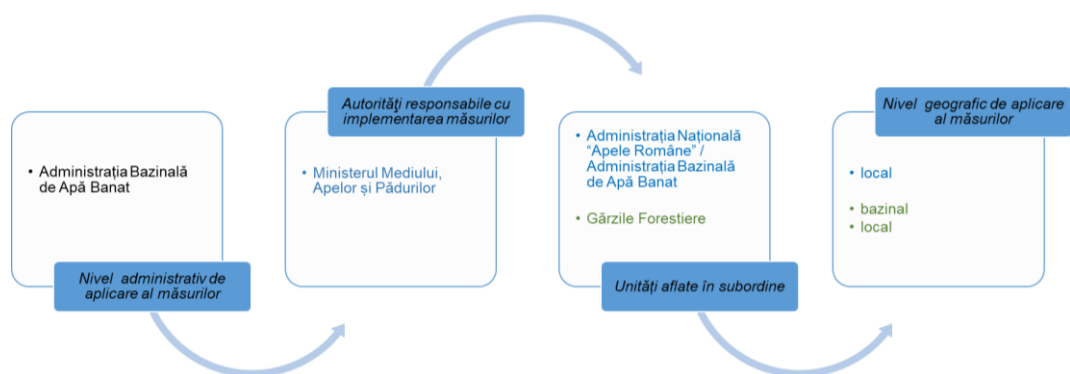 • Administrația Bazinală
de Apă Banat
Nivel administrativ de
aplicare al măsurilor
Autorităţi responsabile cu
implementarea măsurilor
• Ministerul Mediului,
Apelor și Pădurilor
• Administrația Națională
“Apele Române” /
Administrația Bazinală
de Apă Banat
• Gărzile Forestiere
Unități aflate în subordine
Nivel geografic de aplicare
al măsurilor
• local
• bazinal
• local